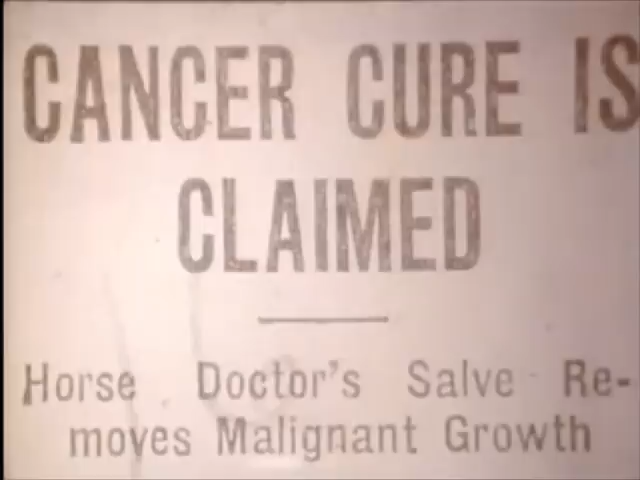 CANCER CURE IS
CLAIMED
Horse Doctor's Salve Re-
moves Malignant Growth